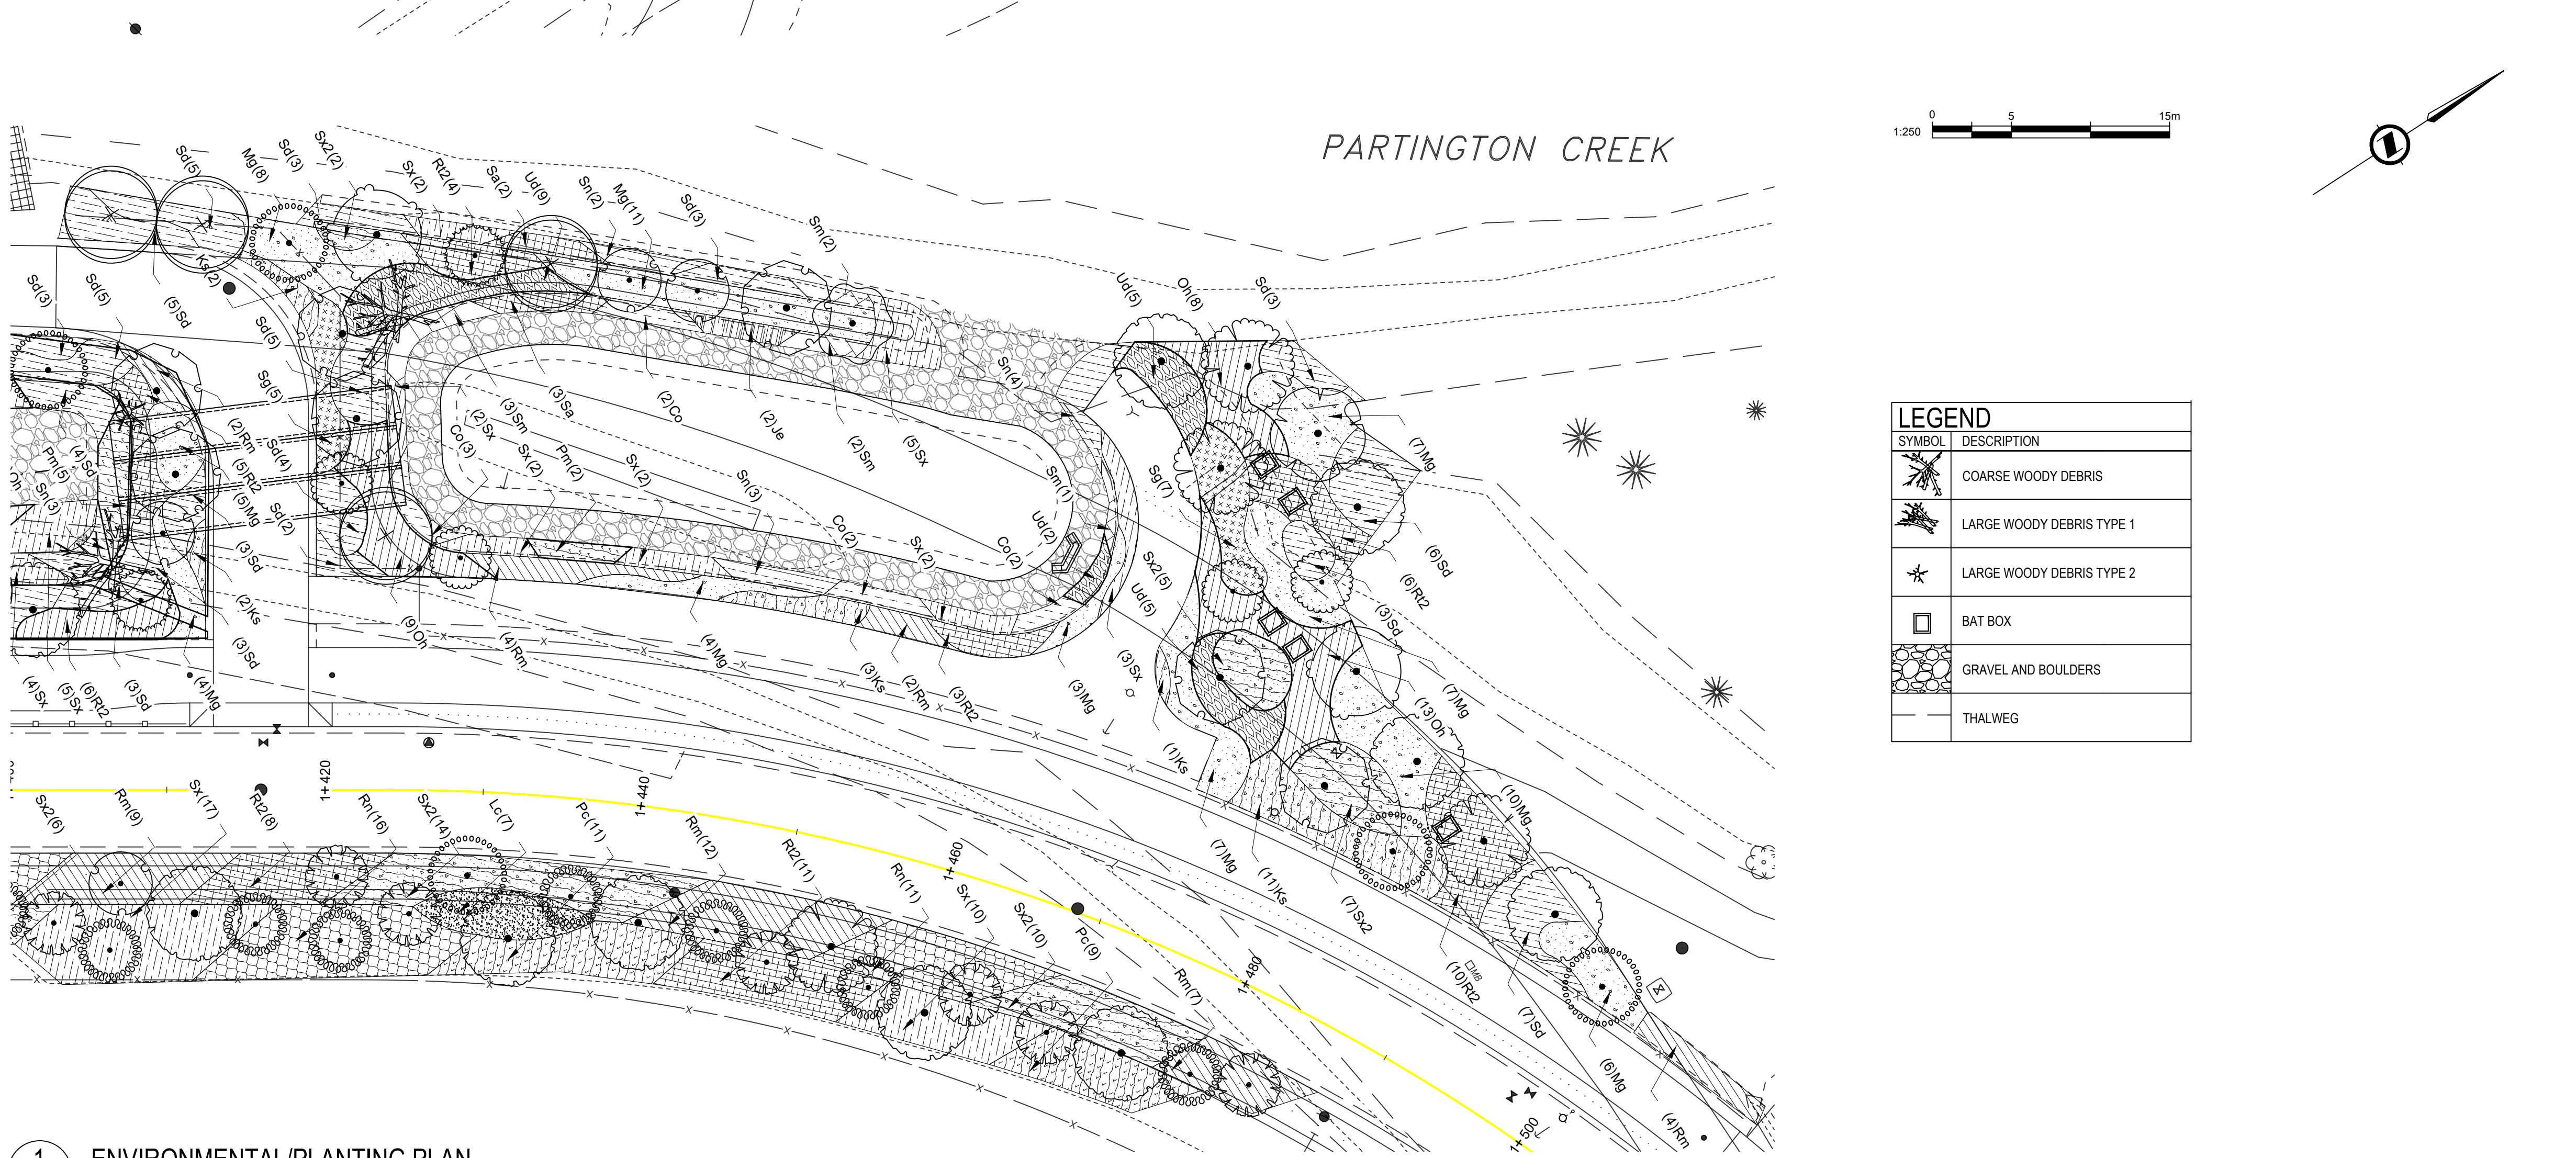 PARTINGTON CREEK
1:250
0
5
15m
LEGEND
SYMBOL DESCRIPTION
COARSE WOODY DEBRIS
LARGE WOODY DEBRIS TYPE 1
LARGE WOODY DEBRIS TYPE 2
BAT BOX
GRAVEL AND BOULDERS
THALWEG
Sd(5)
Mg(8)
Sd(3)
Sx2(2)
Sx(2)
Rt2(4)
Sa(2)
Ud(9)
Sn(2)
Mg(11)
Sd(3)
Sm(2)
Ud(5)
Oh(8)
Sd(3)
Sd(3)
Sd(5)
(5)Sd
Ks(2)
Sd(5)
Sg(5)
(2)Rm
Sd(4)
(5)Rt2
(5)Mg
Sd(2)
(3)Sd
(2)Ks
(3)Sd
Pm(5)
(4)Sd
Oh
Sn(3)
Co(3)
(2)Sx
(3)Sm
(3)Sa
(2)Co
(2)Je
(2)Sm
(5)Sx
Sn(4)
Sx(2)
Pm(2)
Sx(2)
Sn(3)
Co(2)
Sx(2)
Co(2)
Ud(2)
Sm(1)
Sg(7)
Sx2(5)
Ud(5)
(7)Mg
(6)Sd
(6)Rt2
(3)Sd
(7)Mg
(13)Oh
(10)Mg
(9)Oh
(4)Rm
(4)Mg
(3)Ks
(2)Rm
(3)Rt2
(3)Mg
(3)Sx
(1)Ks
(7)Mg
(11)Ks
(7)Sx2
(10)Rt2
MB
(7)Sd
(6)Mg
(4)Rm
(4)Sx
(5)Sx
(6)Rt2
(3)Sd
(4)Mg
1+420
1+440
1+460
1+480
1+500
Sx2(6)
Rm(9)
Sx(17)
Rt2(8)
Rn(16)
Sx2(14)
Lc(7)
Pc(11)
Rm(12)
Rt2(11)
Rn(11)
Sx(10)
Sx2(10)
Pc(9)
Rm(7)
1
ENVIRONMENTAL/PLANTING PLAN